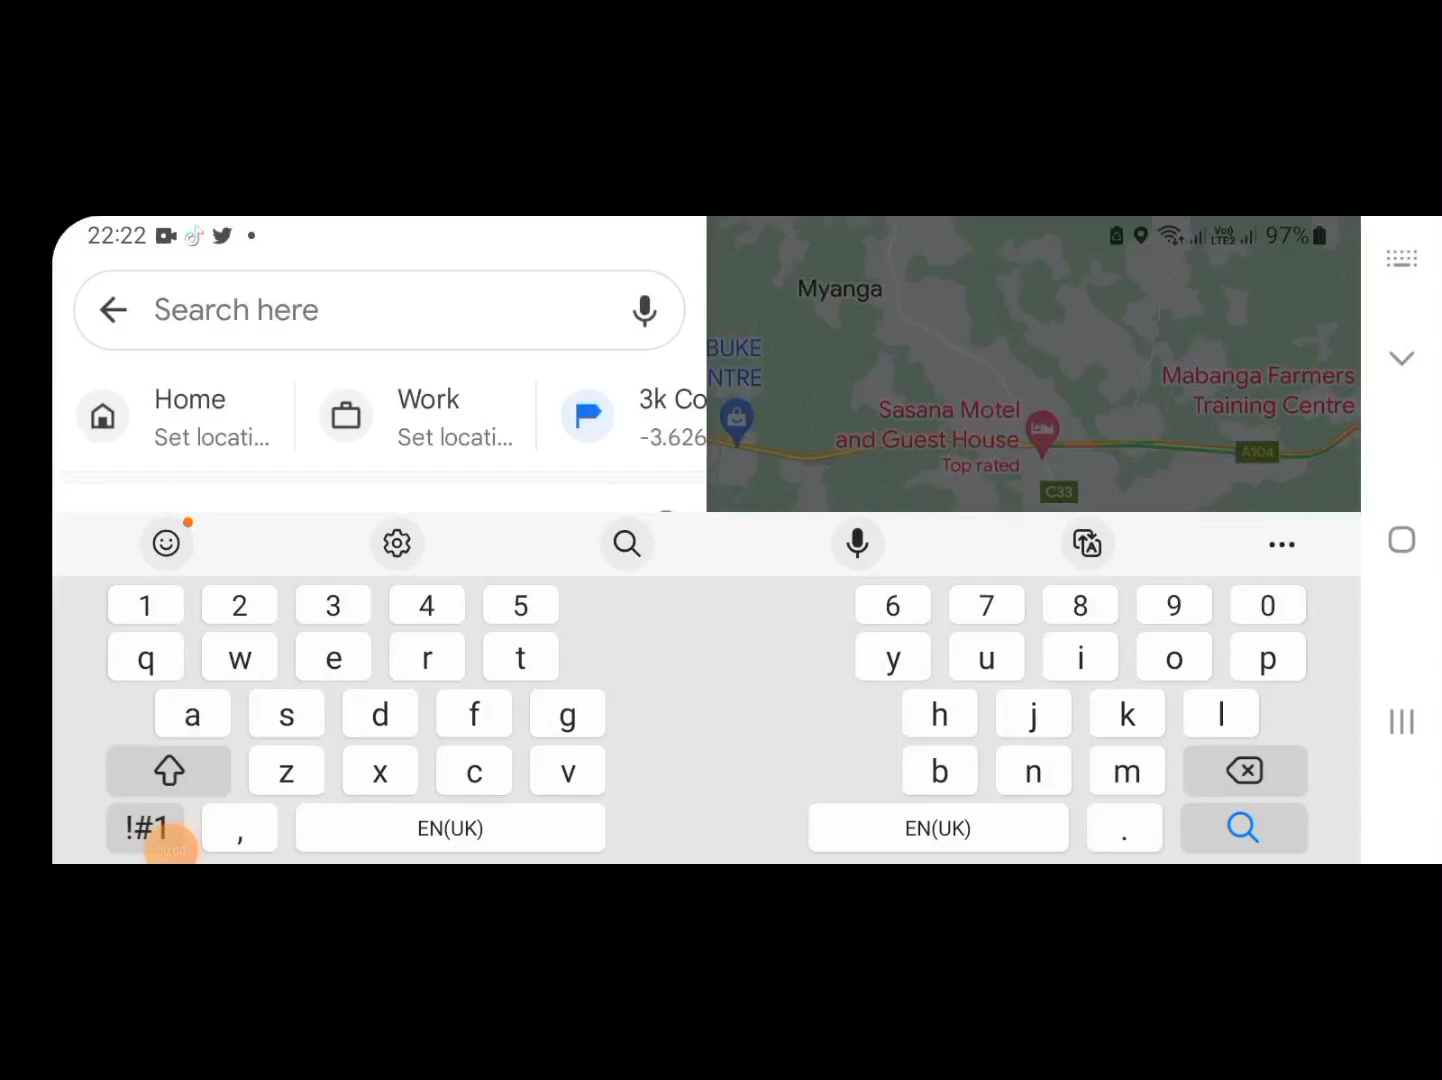 22:22
97%
Search here
Home
Set locati...
Work
Set locati...
3k Co
-3.626
Myanga
BUKE
NTRE
Sasana Motel
and Guest House
Top rated
Mabanga Farmers
Training Centre
A104
C33
1 2 3 4 5 6 7 8 9 0
q w e r t y u i o p
a s d f g h j k l
z x c v b n m
!#1 , EN(UK) EN(UK) .
00:00